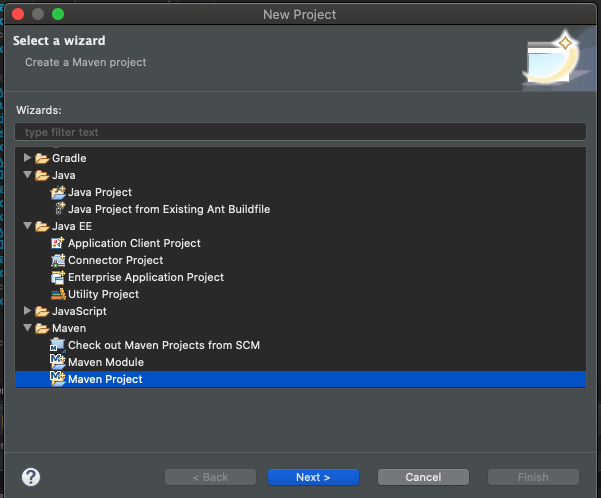 New Project
Select a wizard
Create a Maven project
Wizards:
type filter text
Gradle
Java
Java Project
Java Project from Existing Ant Buildfile
Java EE
Application Client Project
Connector Project
Enterprise Application Project
Utility Project
JavaScript
Maven
Check out Maven Projects from SCM
Maven Module
Maven Project
? < Back Next > Cancel Finish